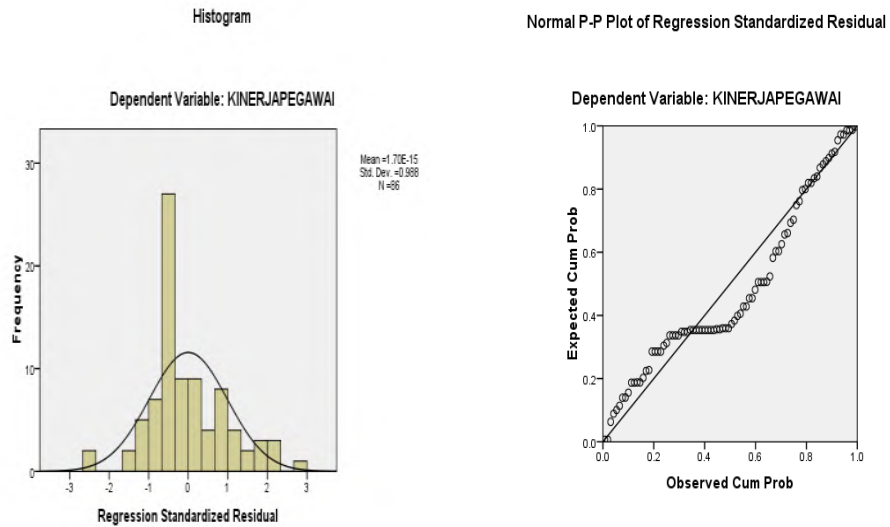 Histogram
Dependent Variable: KINERJAPEGAWAI
Mean =1.70E-15
Std. Dev. =0.988
N =86
Frequency
30
20
10
0
-3 -2 -1 0 1 2 3
Regression Standardized Residual
Normal P-P Plot of Regression Standardized Residual
Dependent Variable: KINERJAPEGAWAI
Expected Cum Prob
1.0
0.8
0.6
0.4
0.2
0.0
0.0 0.2 0.4 0.6 0.8 1.0
Observed Cum Prob